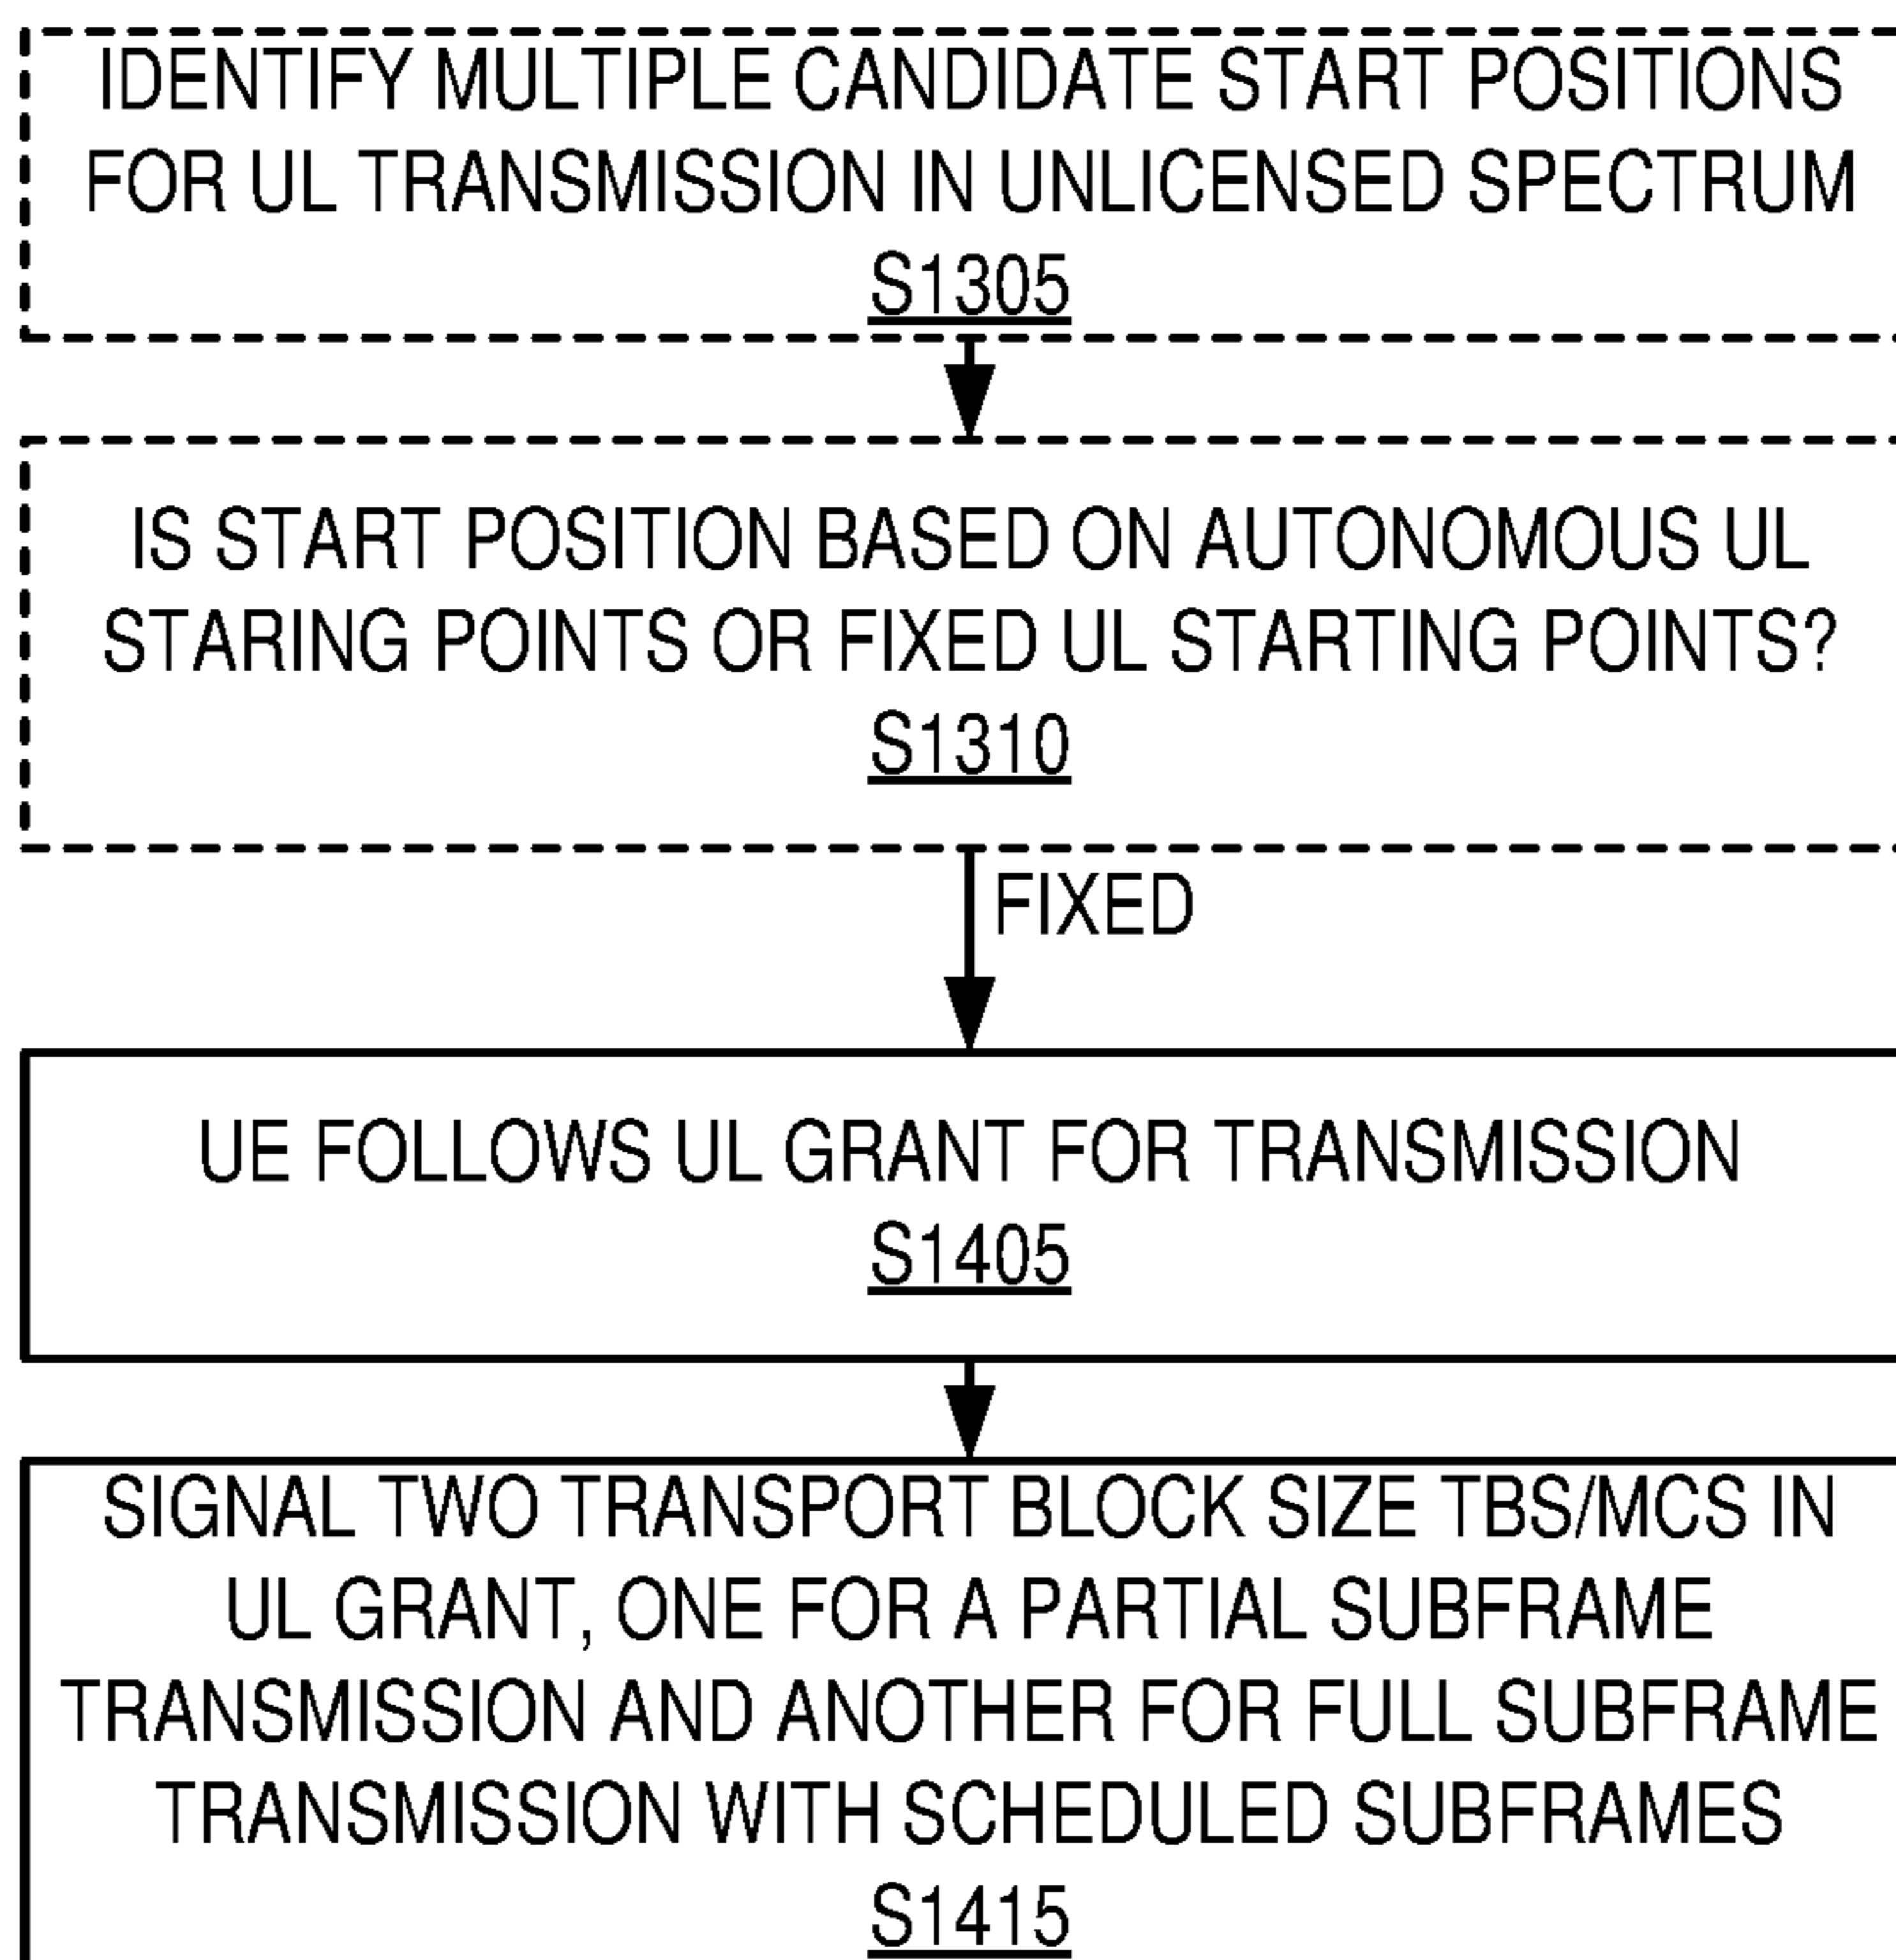 IDENTIFY MULTIPLE CANDIDATE START POSITIONS
FOR UL TRANSMISSION IN UNLICENSED SPECTRUM
S1305
IS START POSITION BASED ON AUTONOMOUS UL
STARING POINTS OR FIXED UL STARTING POINTS?
S1310
FIXED
UE FOLLOWS UL GRANT FOR TRANSMISSION
S1405
SIGNAL TWO TRANSPORT BLOCK SIZE TBS/MCS IN
UL GRANT, ONE FOR A PARTIAL SUBFRAME
TRANSMISSION AND ANOTHER FOR FULL SUBFRAME
TRANSMISSION WITH SCHEDULED SUBFRAMES
S1415